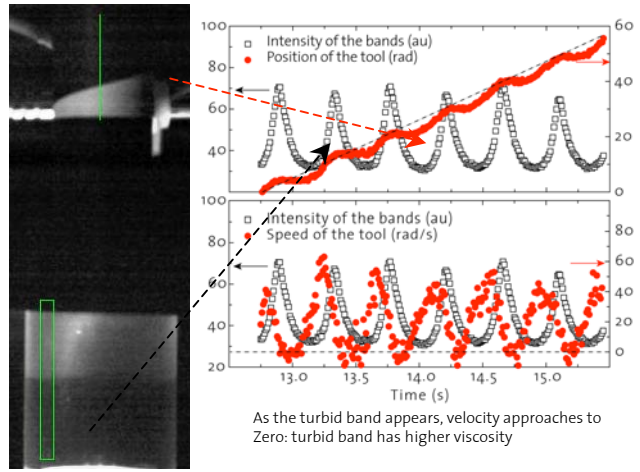 100
80
60
40
Intensity of the bands (au)
Position of the tool (rad)
60
40
20
0
100
80
60
40
20
Intensity of the bands (au)
Speed of the tool (rad/s)
60
40
20
0
13.0 13.5 14.0 14.5 15.0
Time (s)
As the turbid band appears, velocity approaches to
Zero: turbid band has higher viscosity